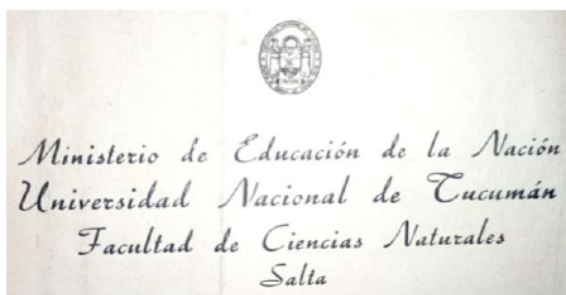 Ministerio de Educación de la Nación
Universidad Nacional de Tucumán
Facultad de Ciencias Naturales
Salta